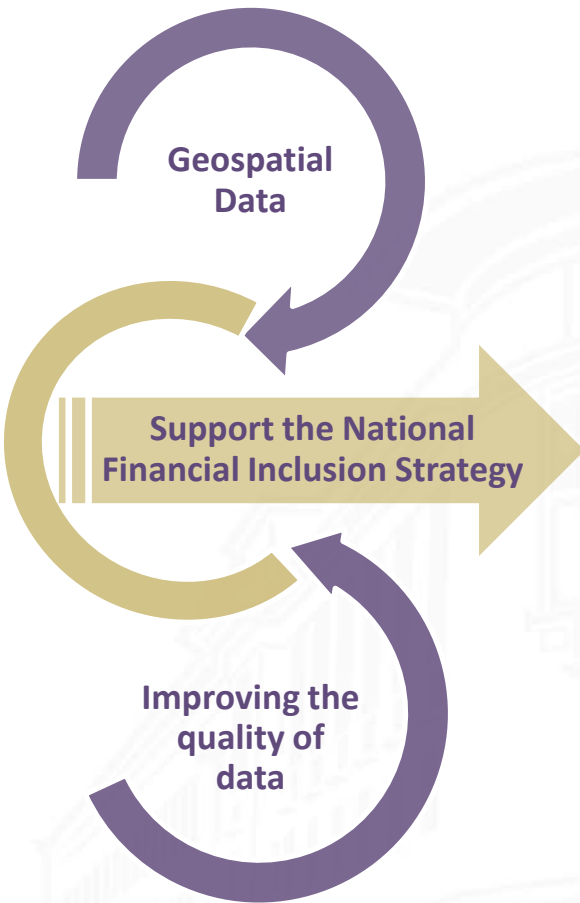 Geospatial
Data
Support the National
Financial Inclusion Strategy
Improving the
quality of
data